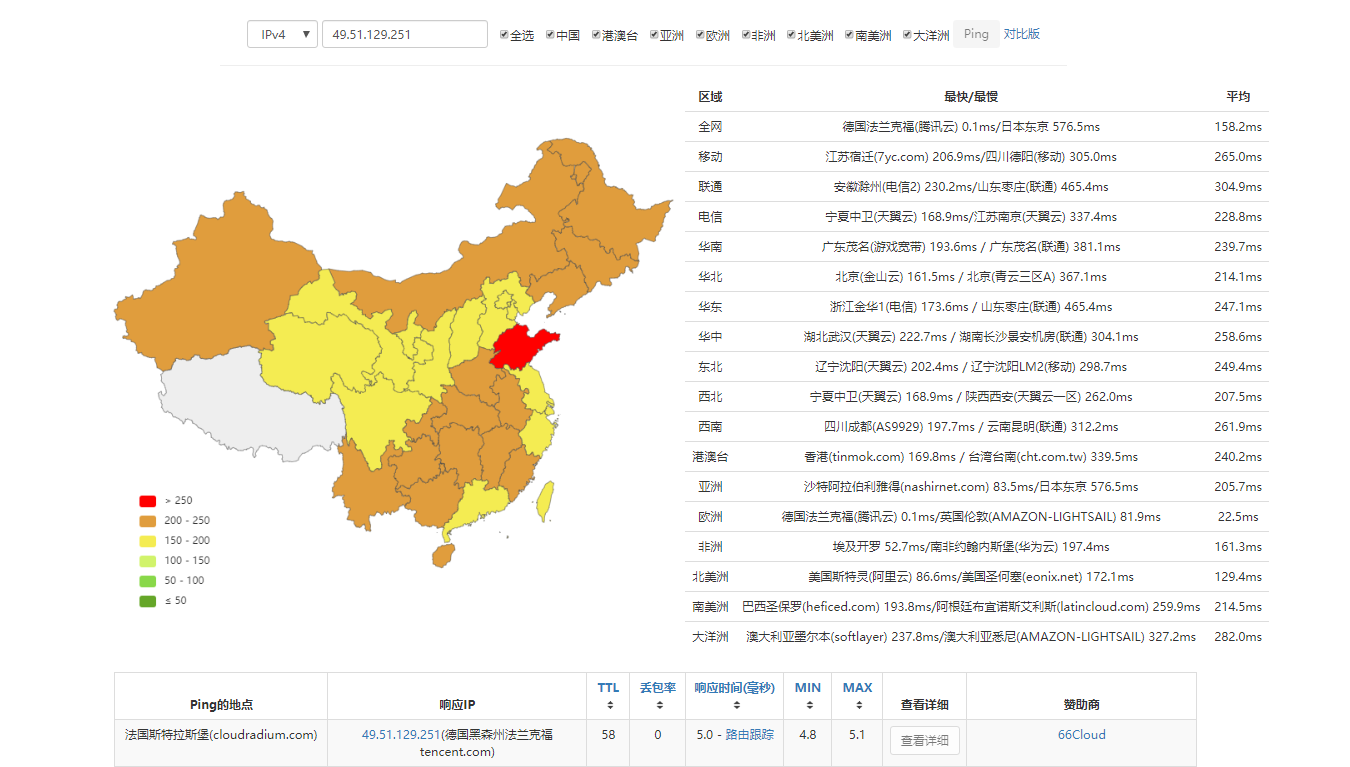 IPv4 49.51.129.251 全选 中国 港澳台 亚洲 欧洲 非洲 北美洲 南美洲 大洋洲 Ping 对比版
区域 最快/最慢 平均
全网 德国法兰克福(腾讯云) 0.1ms/日本东京 576.5ms 158.2ms
移动 江苏宿迁(7yc.com) 206.9ms/四川德阳(移动) 305.0ms 265.0ms
联通 安徽滁州(电信2) 230.2ms/山东枣庄(联通) 465.4ms 304.9ms
电信 宁夏中卫(天翼云) 168.9ms/江苏南京(天翼云) 337.4ms 228.8ms
华南 广东茂名(游戏宽带) 193.6ms / 广东茂名(联通) 381.1ms 239.7ms
华北 北京(金山云) 161.5ms / 北京(青云三区A) 367.1ms 214.1ms
华东 浙江金华1(电信) 173.6ms / 山东枣庄(联通) 465.4ms 247.1ms
华中 湖北武汉(天翼云) 222.7ms / 湖南长沙景安机房(联通) 304.1ms 258.6ms
东北 辽宁沈阳(天翼云) 202.4ms / 辽宁沈阳LM2(移动) 298.7ms 249.4ms
西北 宁夏中卫(天翼云) 168.9ms / 陕西西安(天翼云一区) 262.0ms 207.5ms
西南 四川成都(AS9929) 197.7ms / 云南昆明(联通) 312.2ms 261.9ms
港澳台 香港(tinmok.com) 169.8ms / 台湾台南(cht.com.tw) 339.5ms 240.2ms
亚洲 沙特阿拉伯利雅得(nashirnet.com) 83.5ms/日本东京 576.5ms 205.7ms
欧洲 德国法兰克福(腾讯云) 0.1ms/英国伦敦(AMAZON-LIGHTSAIL) 81.9ms 22.5ms
非洲 埃及开罗 52.7ms/南非约翰内斯堡(华为云) 197.4ms 161.3ms
北美洲 美国斯特灵(阿里云) 86.6ms/美国圣何塞(eonix.net) 172.1ms 129.4ms
南美洲 巴西圣保罗(heficed.com) 193.8ms/阿根廷布宜诺斯艾利斯(latincloud.com) 259.9ms 214.5ms
大洋洲 澳大利亚墨尔本(softlayer) 237.8ms/澳大利亚悉尼(AMAZON-LIGHTSAIL) 327.2ms 282.0ms
> 250
200 - 250
150 - 200
100 - 150
50 - 100
≤ 50
Ping的地点 响应IP TTL 丢包率 响应时间(毫秒) MIN MAX 查看详细 赞助商
法国斯特拉斯堡(cloudradium.com) 49.51.129.251(德国黑森州法兰克福 58 0 5.0 - 路由跟踪 4.8 5.1 查看详细 66Cloud
tencent.com)